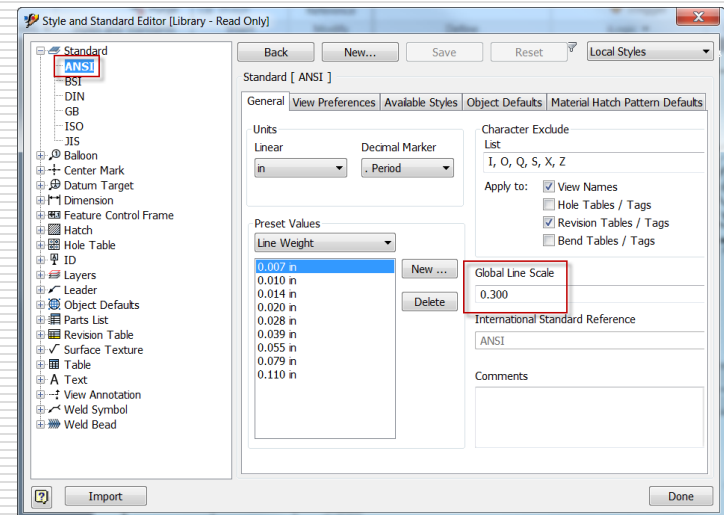 Style and Standard Editor [Library - Read Only]
Back
New...
Save
Reset
Local Styles
Standard
ANSI
BSI
DIN
GB
ISO
JIS
Balloon
Center Mark
Datum Target
Dimension
Feature Control Frame
Hatch
Hole Table
ID
Layers
Leader
Object Defaults
Parts List
Revision Table
Surface Texture
Table
Text
View Annotation
Weld Symbol
Weld Bead
Standard [ ANSI ]
General View Preferences Available Styles Object Defaults Material Hatch Pattern Defaults
Units
Linear
Decimal Marker
in
. Period
Preset Values
Line Weight
0.007 in
0.010 in
0.014 in
0.020 in
0.028 in
0.039 in
0.055 in
0.079 in
0.110 in
New ...
Delete
Character Exclude
List
I, O, Q, S, X, Z
Apply to:
View Names
Hole Tables / Tags
Revision Tables / Tags
Bend Tables / Tags
Global Line Scale
0.300
International Standard Reference
ANSI
Comments
Import
Done